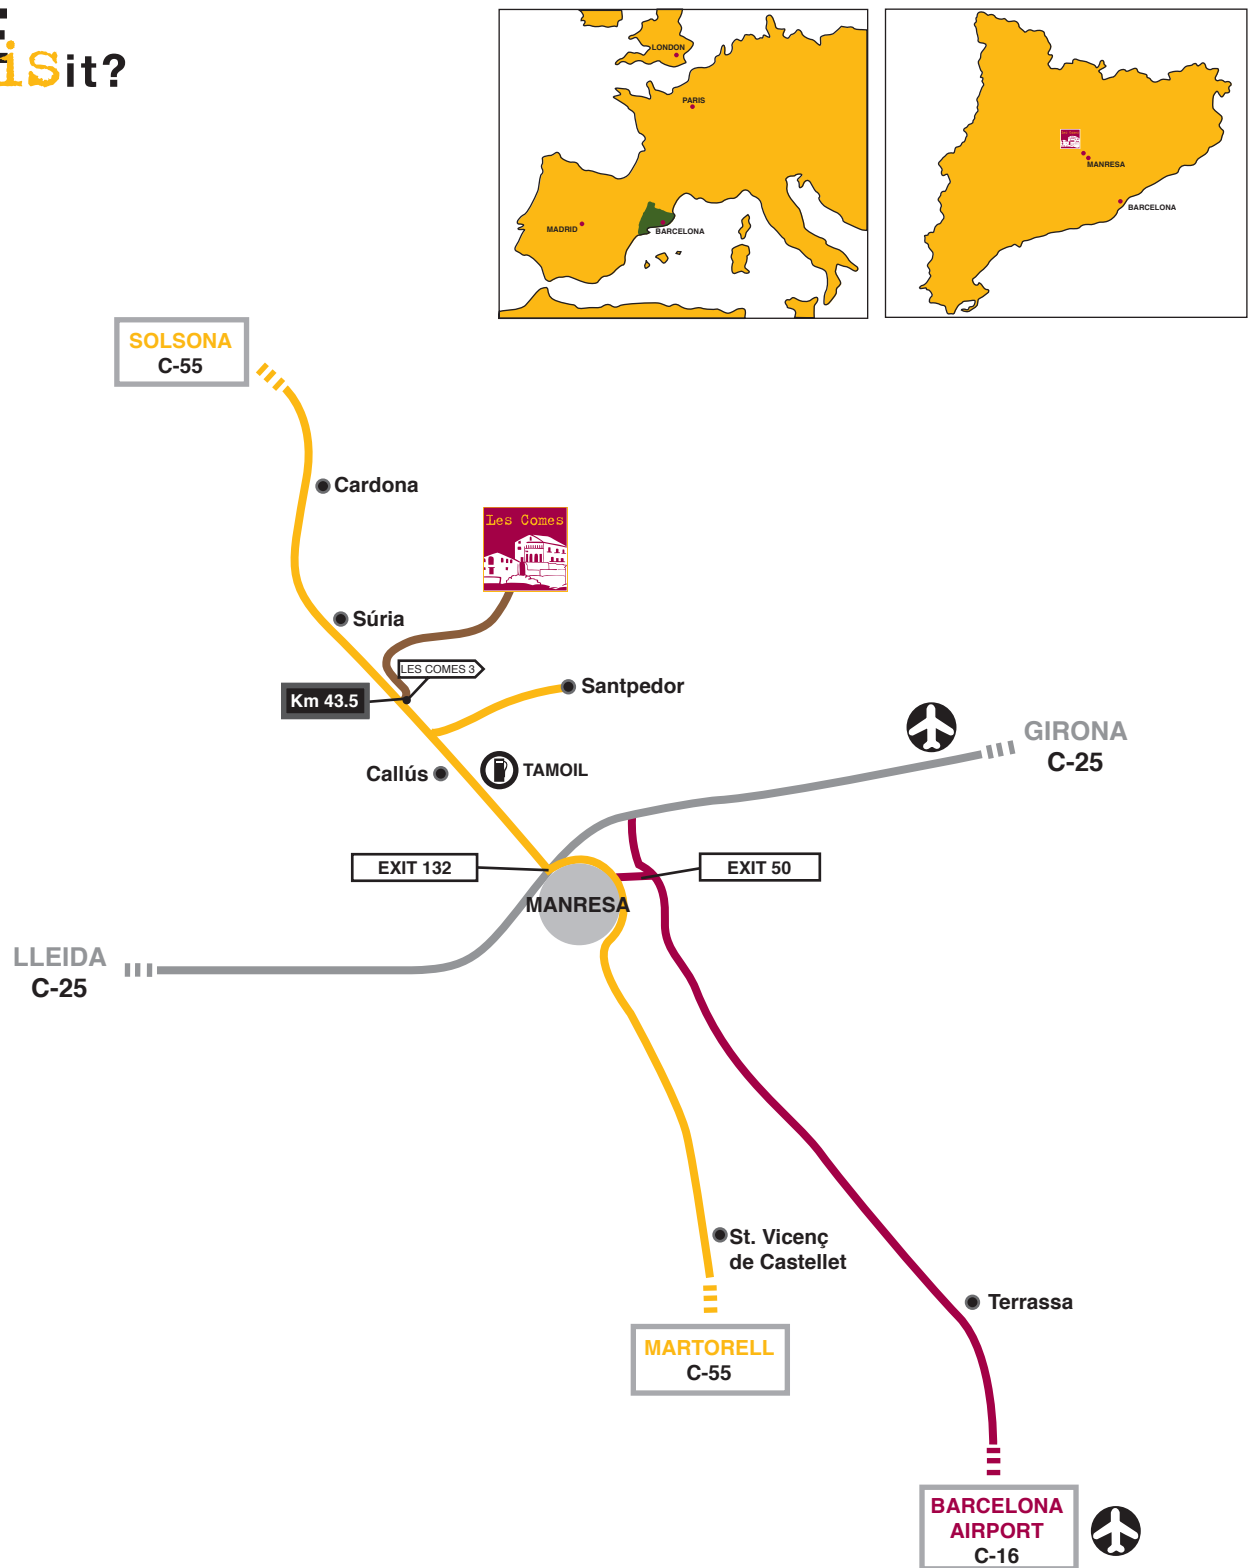 isit?
LONDON
PARIS
MADRID
BARCELONA
Les Comes
MANRESA
BARCELONA
SOLSONA
C-55
Cardona
Les Comes
Súria
LES COMES 3
Km 43.5
Santpedor
GIRONA
C-25
Callús
TAMOIL
EXIT 132
EXIT 50
MANRESA
LLEIDA
C-25
St. Vicenç
de Castellet
Terrassa
MARTORELL
C-55
BARCELONA
AIRPORT
C-16